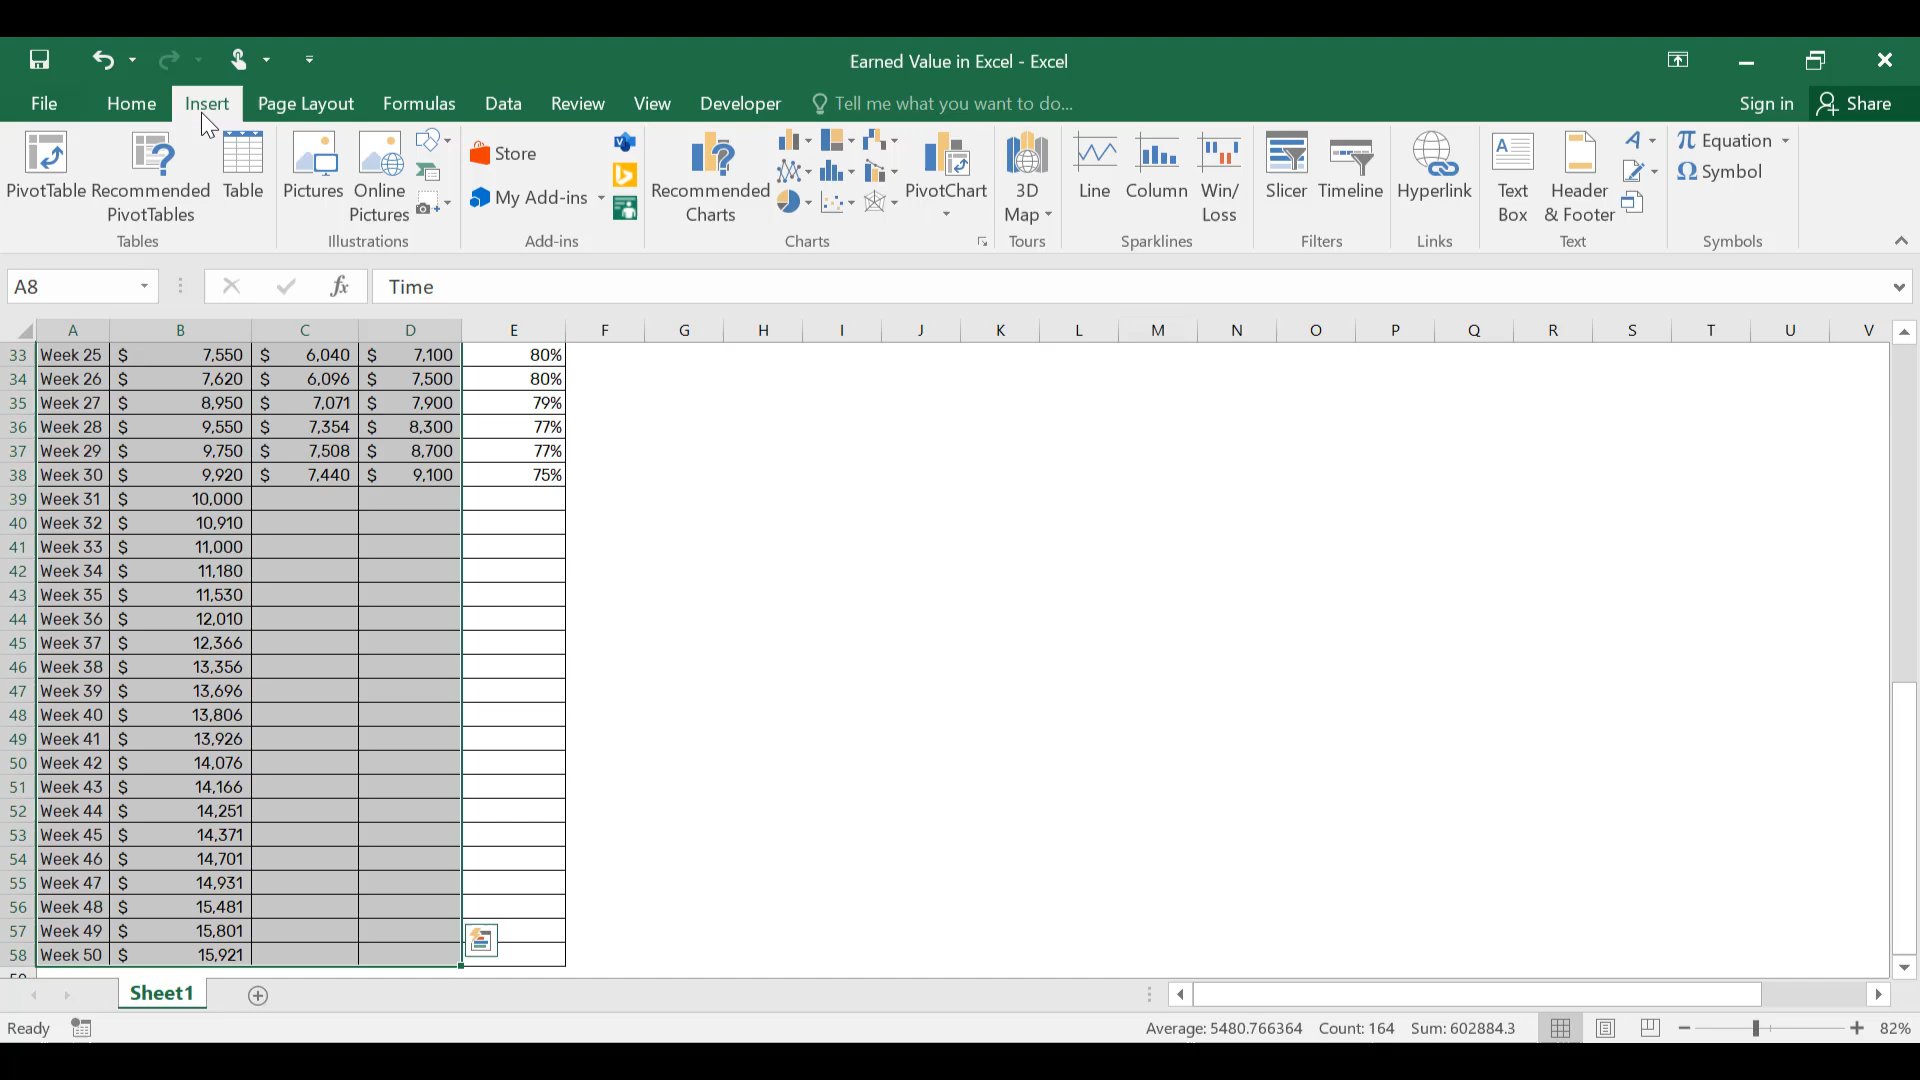 Earned Value in Excel - Excel
File Home Insert Page Layout Formulas Data Review View Developer Tell me what you want to do... Sign in Share
PivotTable Recommended PivotTables Table Pictures Online Pictures Store My Add-ins Recommended Charts PivotChart 3D Map Line Column Win/ Loss Slicer Timeline Hyperlink Text Box Header & Footer Equation Symbol
Tables Illustrations Add-ins Charts Tours Sparklines Filters Links Text Symbols
A8 fx Time
A B C D E F G H I J K L M N O P Q R S T U V
33 Week 25 $ 7,550 $ 6,040 $ 7,100 80%
34 Week 26 $ 7,620 $ 6,096 $ 7,500 80%
35 Week 27 $ 8,950 $ 7,071 $ 7,900 79%
36 Week 28 $ 9,550 $ 7,354 $ 8,300 77%
37 Week 29 $ 9,750 $ 7,508 $ 8,700 77%
38 Week 30 $ 9,920 $ 7,440 $ 9,100 75%
39 Week 31 $ 10,000
40 Week 32 $ 10,910
41 Week 33 $ 11,000
42 Week 34 $ 11,180
43 Week 35 $ 11,530
44 Week 36 $ 12,010
45 Week 37 $ 12,366
46 Week 38 $ 13,356
47 Week 39 $ 13,696
48 Week 40 $ 13,806
49 Week 41 $ 13,926
50 Week 42 $ 14,076
51 Week 43 $ 14,166
52 Week 44 $ 14,251
53 Week 45 $ 14,371
54 Week 46 $ 14,701
55 Week 47 $ 14,931
56 Week 48 $ 15,481
57 Week 49 $ 15,801
58 Week 50 $ 15,921
Sheet1
Ready Average: 5480.766364 Count: 164 Sum: 602884.3 82%